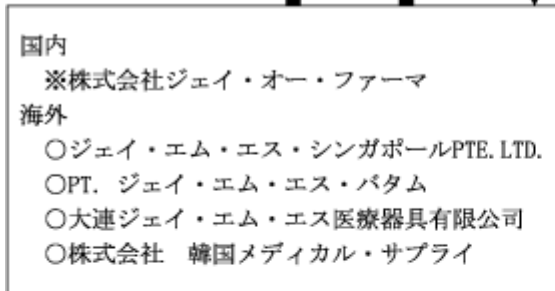 国内
※株式会社ジェイ・オー・ファーマ
海外
○ジェイ・エム・エス・シンガポールPTE.LTD.
○PT. ジェイ・エム・エス・バタム
○大連ジェイ・エム・エス医療器具有限公司
○株式会社　韓国メディカル・サプライ